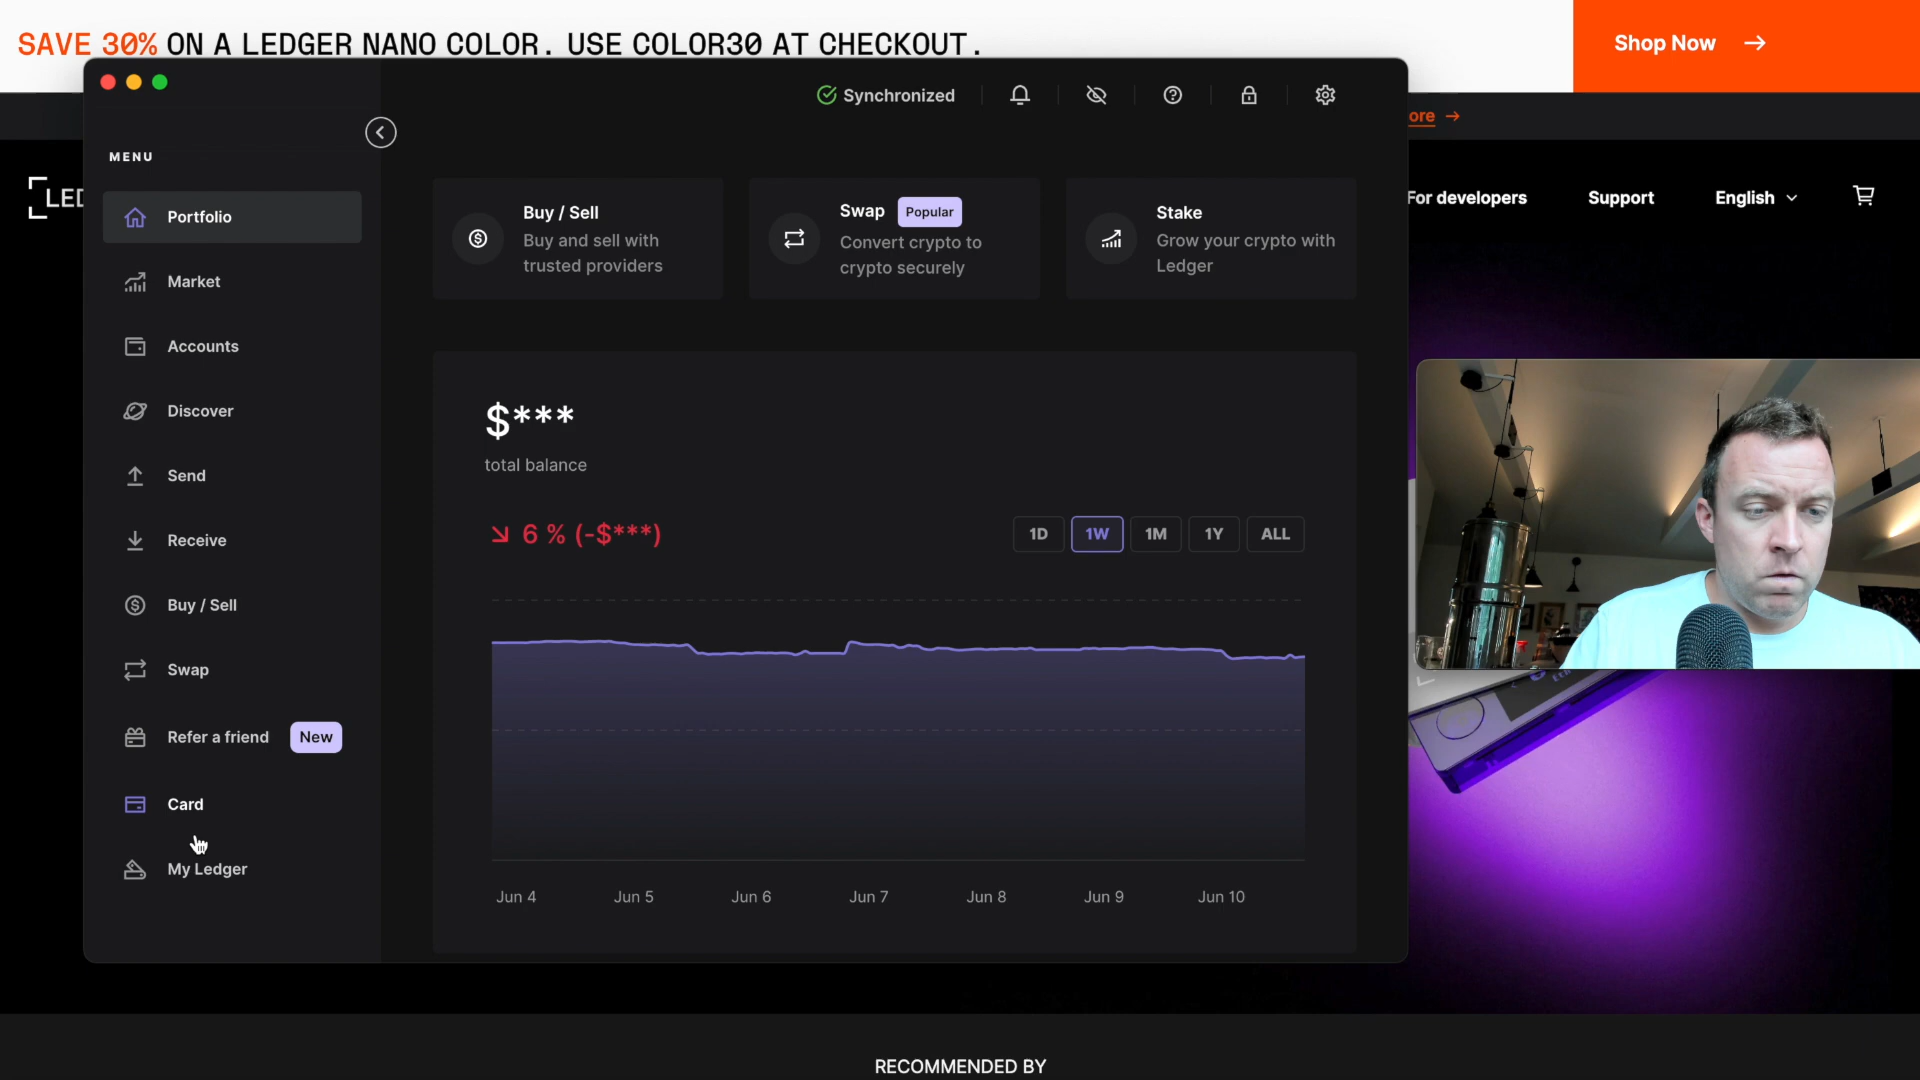 SAVE 30% ON A LEDGER NANO COLOR. USE COLOR30 AT CHECKOUT.
Shop Now
Synchronized
ore
MENU
LED
For developers
Support
English
Portfolio
Market
Accounts
Discover
Send
Receive
Buy / Sell
Swap
Refer a friend New
Card
My Ledger
Buy / Sell
Buy and sell with
trusted providers
Swap Popular
Convert crypto to
crypto securely
Stake
Grow your crypto with
Ledger
$***
total balance
6 % (-$***)
1D 1W 1M 1Y ALL
Jun 4 Jun 5 Jun 6 Jun 7 Jun 8 Jun 9 Jun 10
RECOMMENDED BY